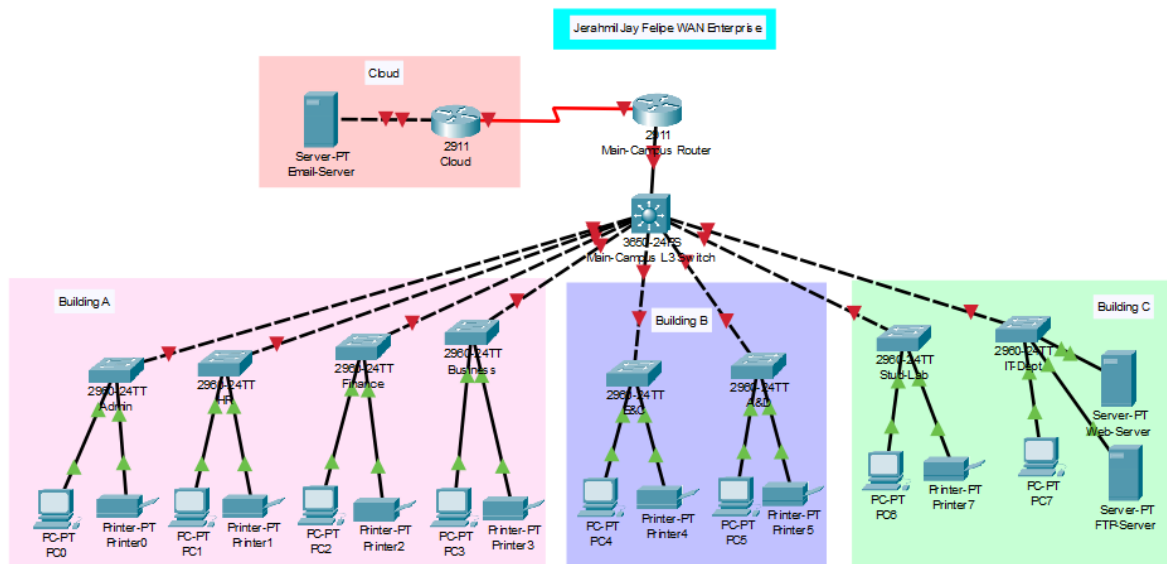 Jerahmil Jay Felipe WAN Enterprise
Cloud
Server-PT
Email-Server
2911
Cloud
2911
Main-Campus Router
3650-24PS
Main-Campus L3 Switch
Building A
2960-24TT
Admin
2960-24TT
HR
2960-24TT
Finance
2960-24TT
Business
PC-PT
PC0
Printer-PT
Printer0
PC-PT
PC1
Printer-PT
Printer1
PC-PT
PC2
Printer-PT
Printer2
PC-PT
PC3
Printer-PT
Printer3
Building B
2960-24TT
E&C
2960-24TT
A&D
PC-PT
PC4
Printer-PT
Printer4
PC-PT
PC5
Printer-PT
Printer5
Building C
2960-24TT
Stud-Lab
2960-24TT
IT-Dept
Server-PT
Web-Server
PC-PT
PC6
Printer-PT
Printer7
PC-PT
PC7
Server-PT
FTP-Server